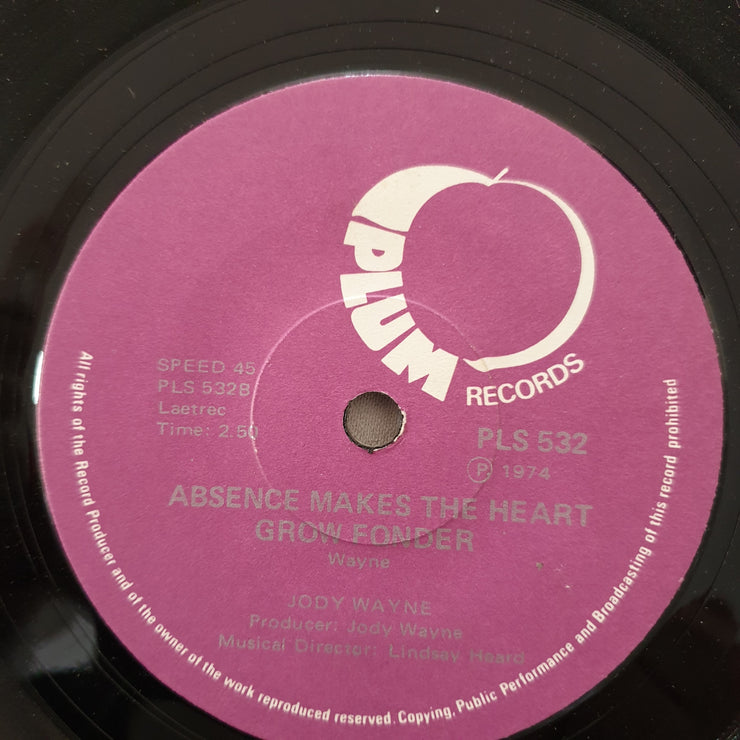 PLUM
RECORDS
SPEED 45
PLS 532B
Laetrec
Time: 2.50
PLS 532
Ⓟ 1974
ABSENCE MAKES THE HEART
GROW FONDER
Wayne
JODY WAYNE
Producer: Jody Wayne
Musical Director: Lindsay Heard
All rights of the Record Producer and of the owner of the work reproduced reserved. Copying, Public Performance and Broadcasting of this record prohibited